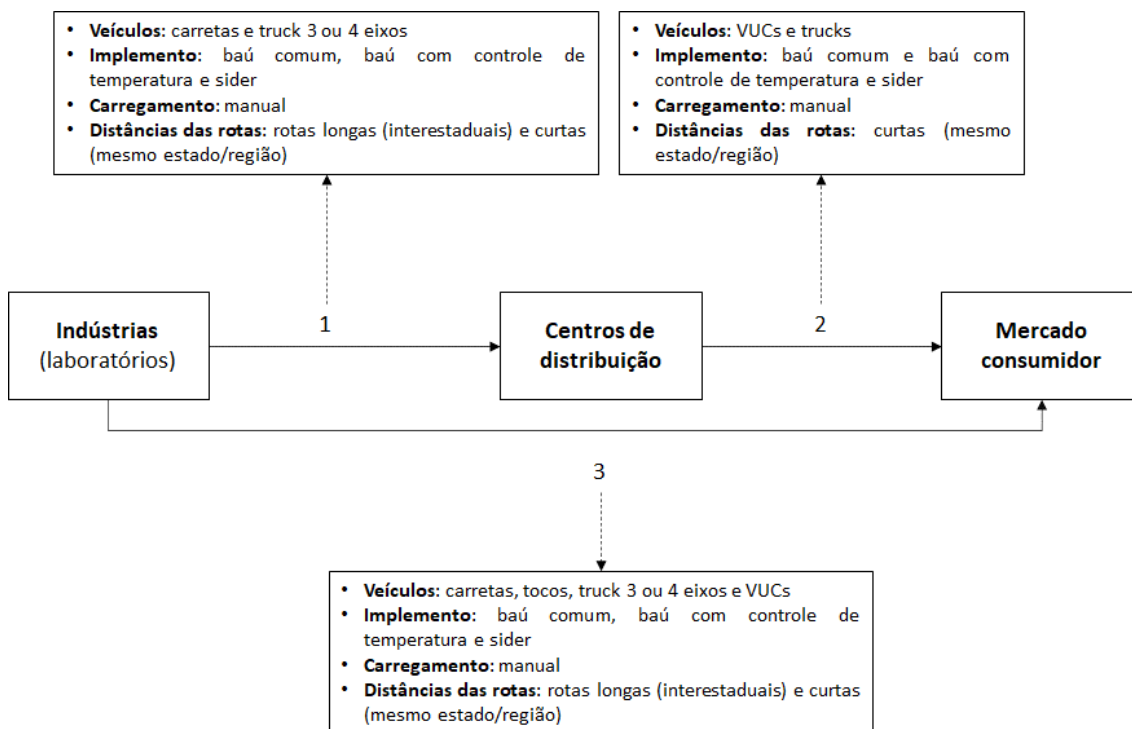 • Veículos: carretas e truck 3 ou 4 eixos
• Implemento: baú comum, baú com controle de
temperatura e sider
• Carregamento: manual
• Distâncias das rotas: rotas longas (interestaduais) e curtas
(mesmo estado/região)
• Veículos: VUCs e trucks
• Implemento: baú comum e baú com
controle de temperatura e sider
• Carregamento: manual
• Distâncias das rotas: curtas (mesmo
estado/região)
Indústrias
(laboratórios)
1
Centros de
distribuição
2
Mercado
consumidor
3
• Veículos: carretas, tocos, truck 3 ou 4 eixos e VUCs
• Implemento: baú comum, baú com controle de
temperatura e sider
• Carregamento: manual
• Distâncias das rotas: rotas longas (interestaduais) e curtas
(mesmo estado/região)